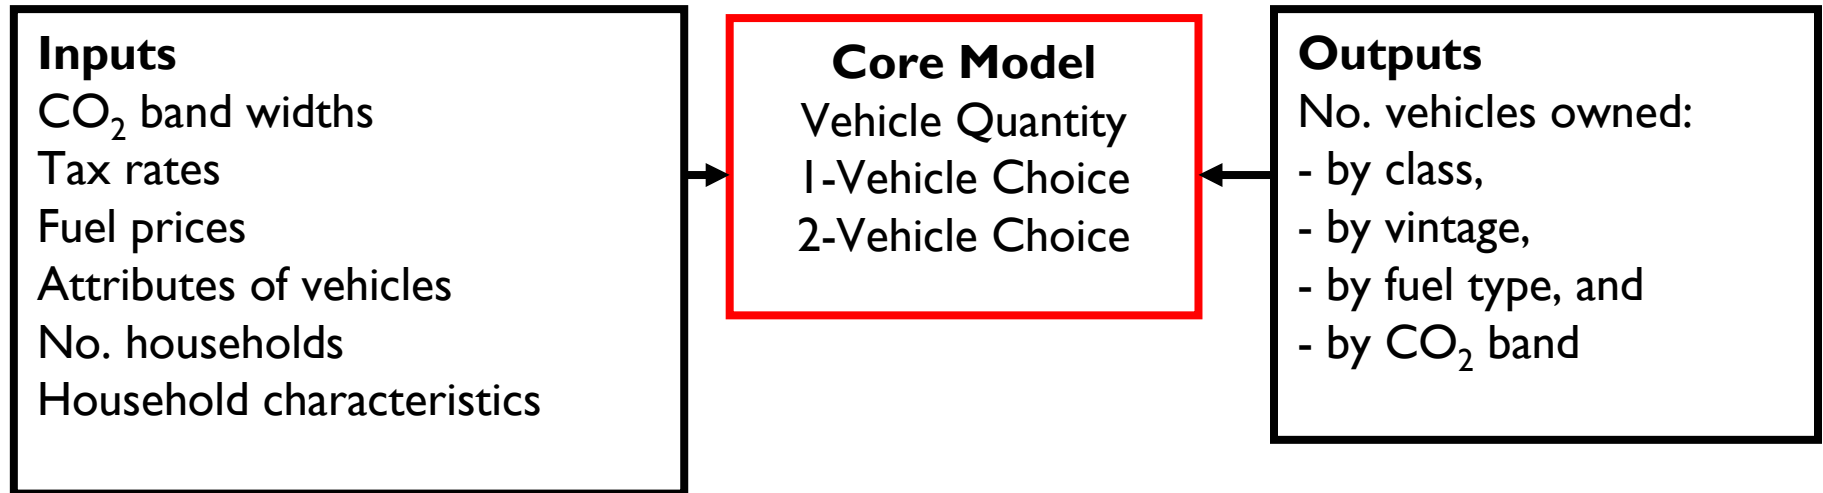 Inputs
CO₂ band widths
Tax rates
Fuel prices
Attributes of vehicles
No. households
Household characteristics
Core Model
Vehicle Quantity
1-Vehicle Choice
2-Vehicle Choice
Outputs
No. vehicles owned:
- by class,
- by vintage,
- by fuel type, and
- by CO₂ band